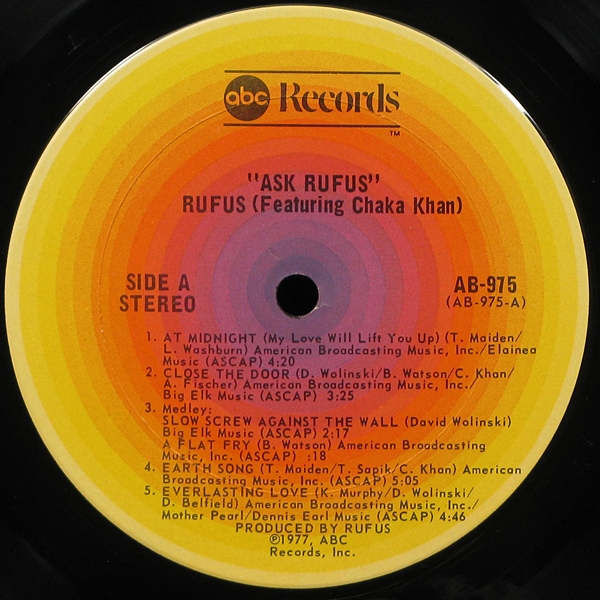 abc Records
TM
"ASK RUFUS"
RUFUS (Featuring Chaka Khan)
SIDE A
STEREO
AB-975
(AB-975-A)
1. AT MIDNIGHT (My Love Will Lift You Up) (T. Maiden/
L. Washburn) American Broadcasting Music, Inc./Elainea
Music (ASCAP) 4:20
2. CLOSE THE DOOR (D. Wolinski/B. Watson/C. Khan/
A. Fischer) American Broadcasting Music, Inc./
Big Elk Music (ASCAP) 3:25
3. Medley:
SLOW SCREW AGAINST THE WALL (David Wolinski)
Big Elk Music (ASCAP) 2:17
A FLAT FRY (B. Watson) American Broadcasting
Music, Inc. (ASCAP) :18
4. EARTH SONG (T. Maiden/T. Sapik/C. Khan) American
Broadcasting Music, Inc. (ASCAP) 5:05
5. EVERLASTING LOVE (K. Murphy/D. Wolinski/
D. Belfield) American Broadcasting Music, Inc./
Mother Pearl/Dennis Earl Music (ASCAP) 4:46
PRODUCED BY RUFUS
℗1977, ABC
Records, Inc.